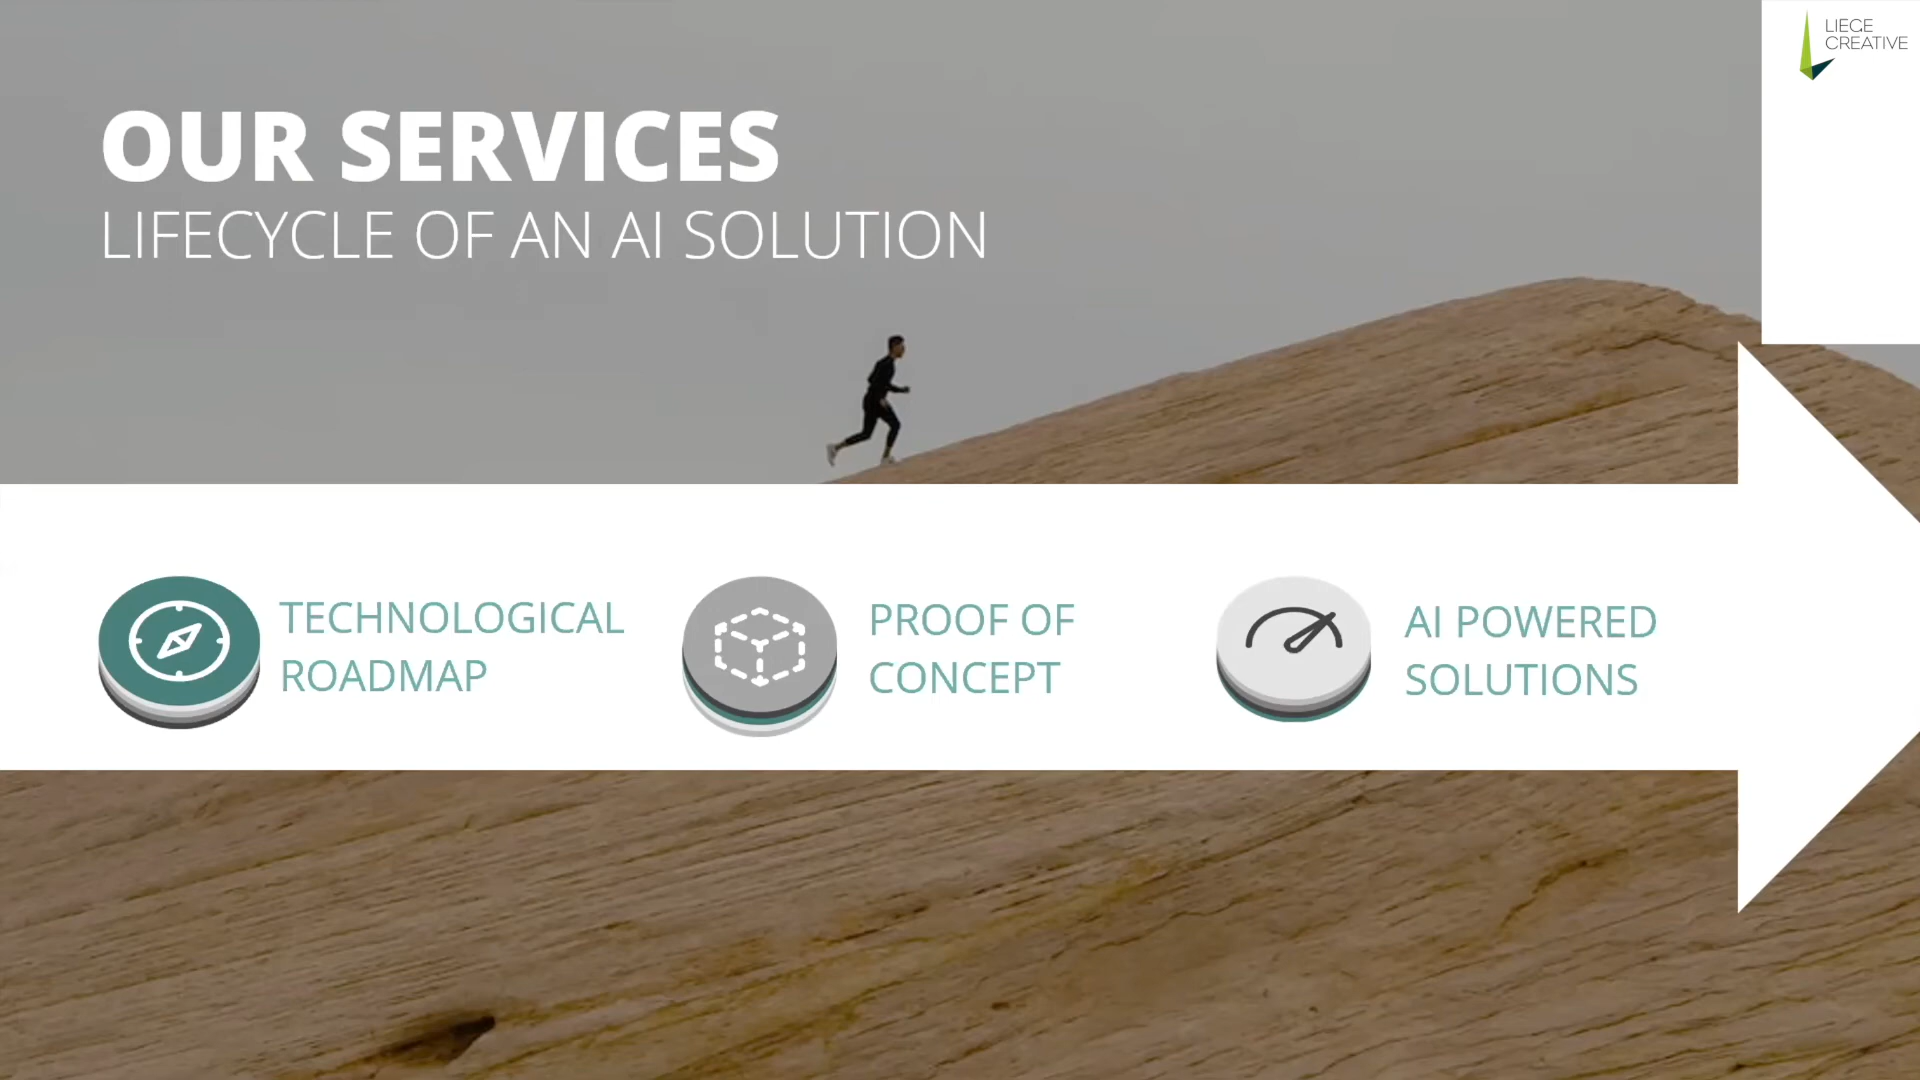 LIEGE
CREATIVE
OUR SERVICES
LIFECYCLE OF AN AI SOLUTION
TECHNOLOGICAL
ROADMAP
PROOF OF
CONCEPT
AI POWERED
SOLUTIONS